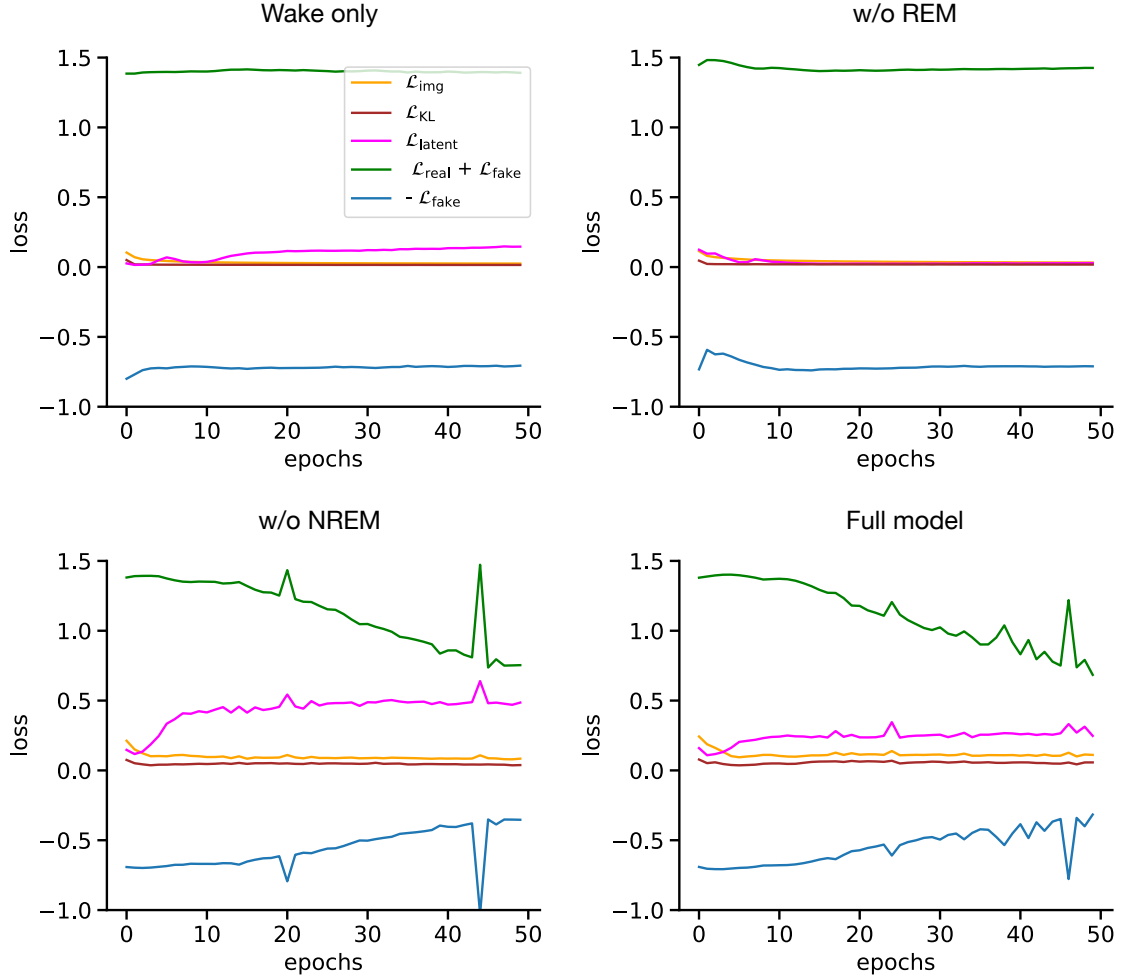 Wake only
1.5
1.0
0.5
0.0
−0.5
−1.0
loss
0 10 20 30 40 50
epochs
ℒimg
ℒKL
ℒlatent
ℒreal + ℒfake
- ℒfake
w/o REM
1.5
1.0
0.5
0.0
−0.5
−1.0
loss
0 10 20 30 40 50
epochs
w/o NREM
1.5
1.0
0.5
0.0
−0.5
−1.0
loss
0 10 20 30 40 50
epochs
Full model
1.5
1.0
0.5
0.0
−0.5
−1.0
loss
0 10 20 30 40 50
epochs